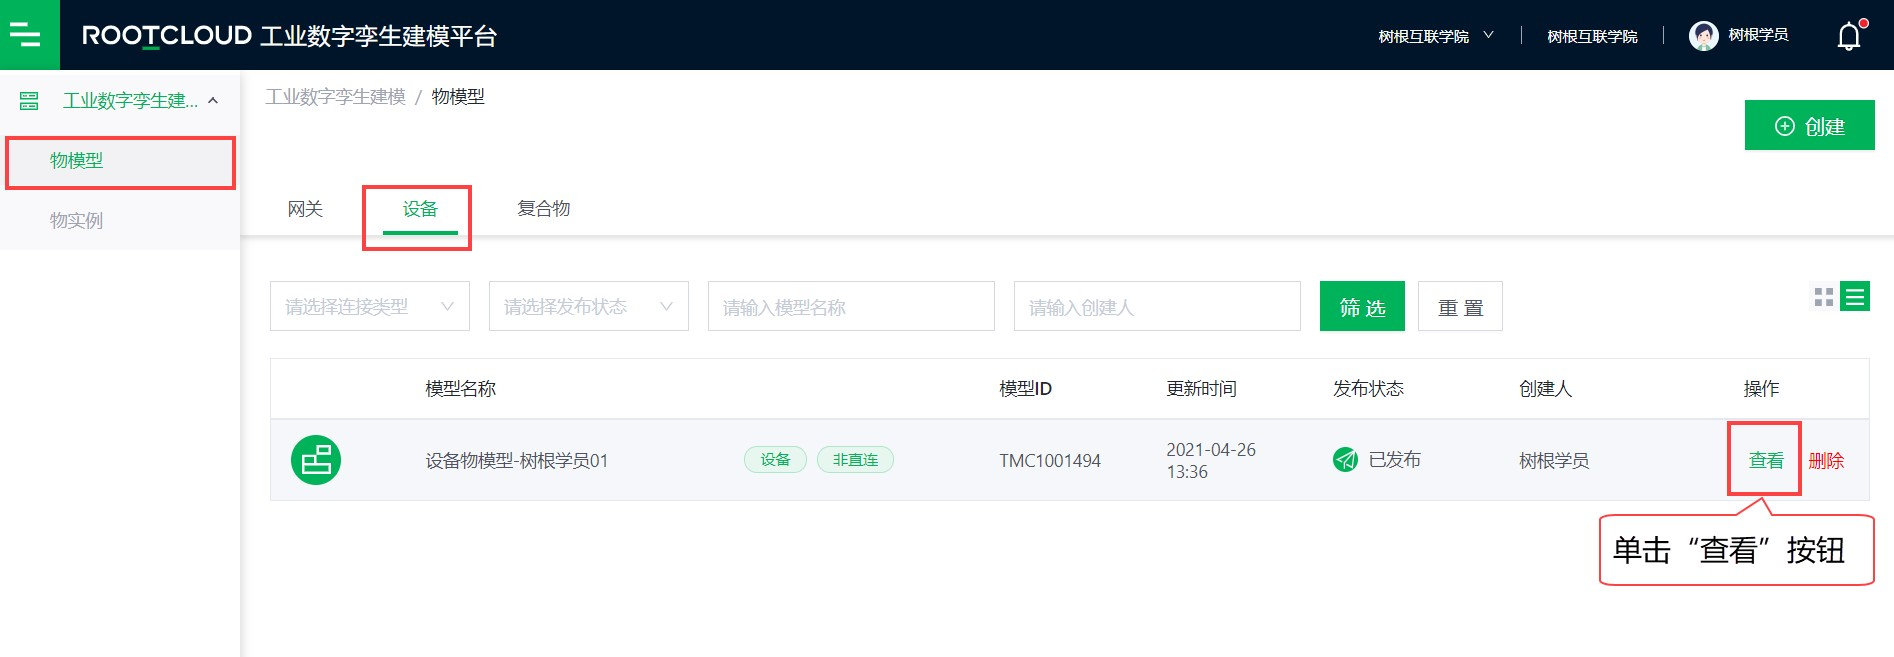 ROOTCLOUD 工业数字孪生建模平台
树根互联学院
树根互联学院
树根学员
工业数字孪生建...
物模型
物实例
工业数字孪生建模 / 物模型
创建
网关
设备
复合物
请选择连接类型
请选择发布状态
请输入模型名称
请输入创建人
筛 选
重 置
模型名称
模型ID
更新时间
发布状态
创建人
操作
设备物模型-树根学员01
设备
非直连
TMC1001494
2021-04-26
13:36
已发布
树根学员
查看
删除
单击“查看”按钮